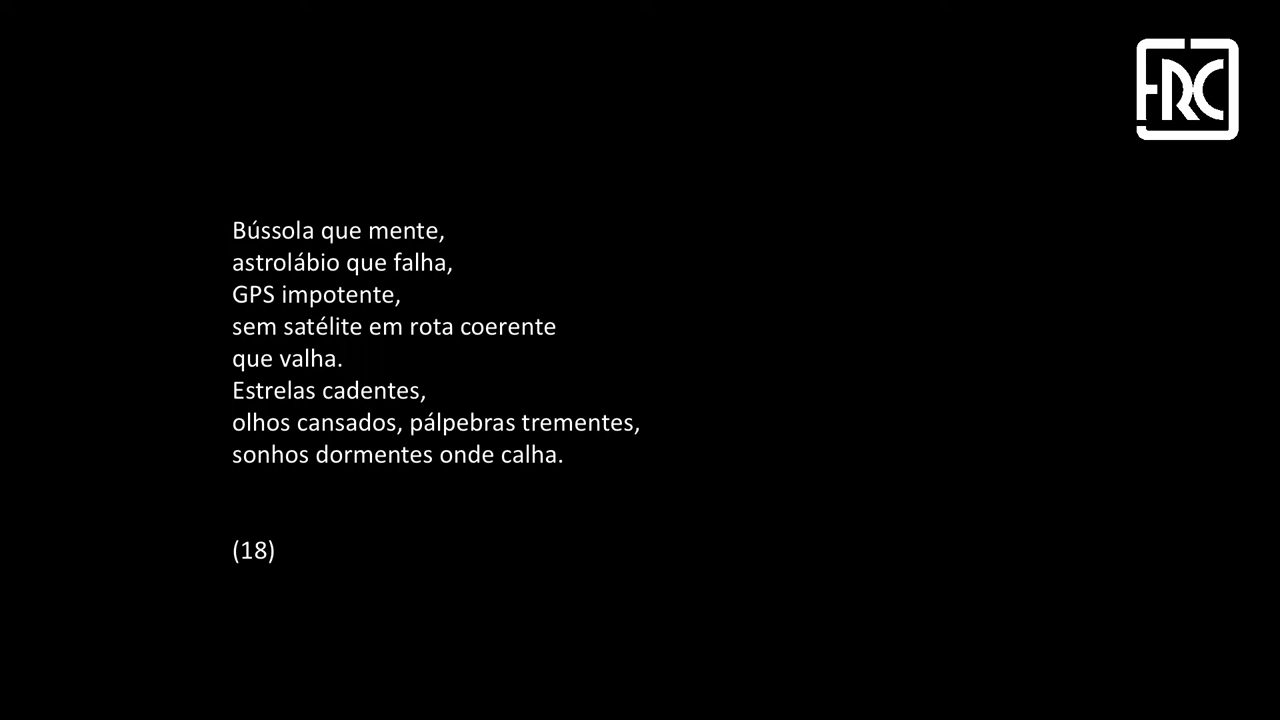 FRC
Bússola que mente,
astrolábio que falha,
GPS impotente,
sem satélite em rota coerente
que valha.
Estrelas cadentes,
olhos cansados, pálpebras trementes,
sonhos dormentes onde calha.
(18)